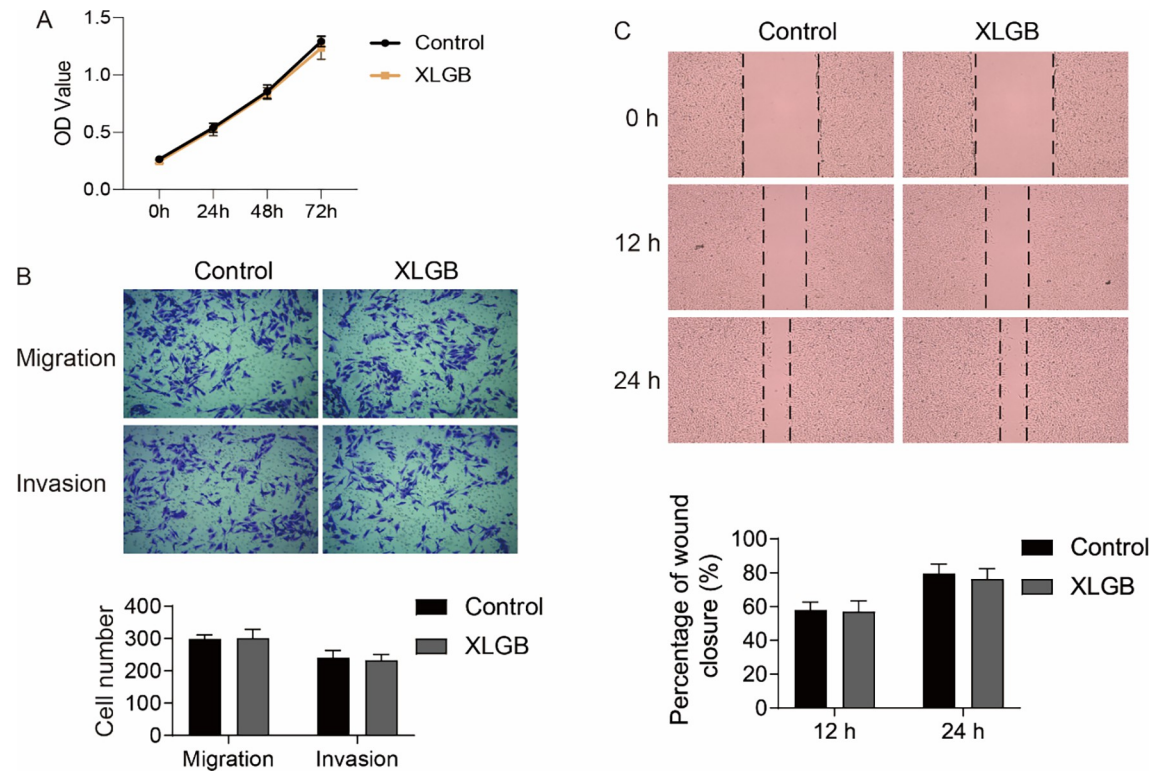 A
1.5
1.0
0.5
0.0
OD Value
0h 24h 48h 72h
Control
XLGB
B
Control XLGB
Migration
Invasion
400
300
200
100
0
Cell number
Migration Invasion
Control
XLGB
C
Control XLGB
0 h
12 h
24 h
100
80
60
40
20
0
Percentage of wound
closure (%)
12 h 24 h
Control
XLGB